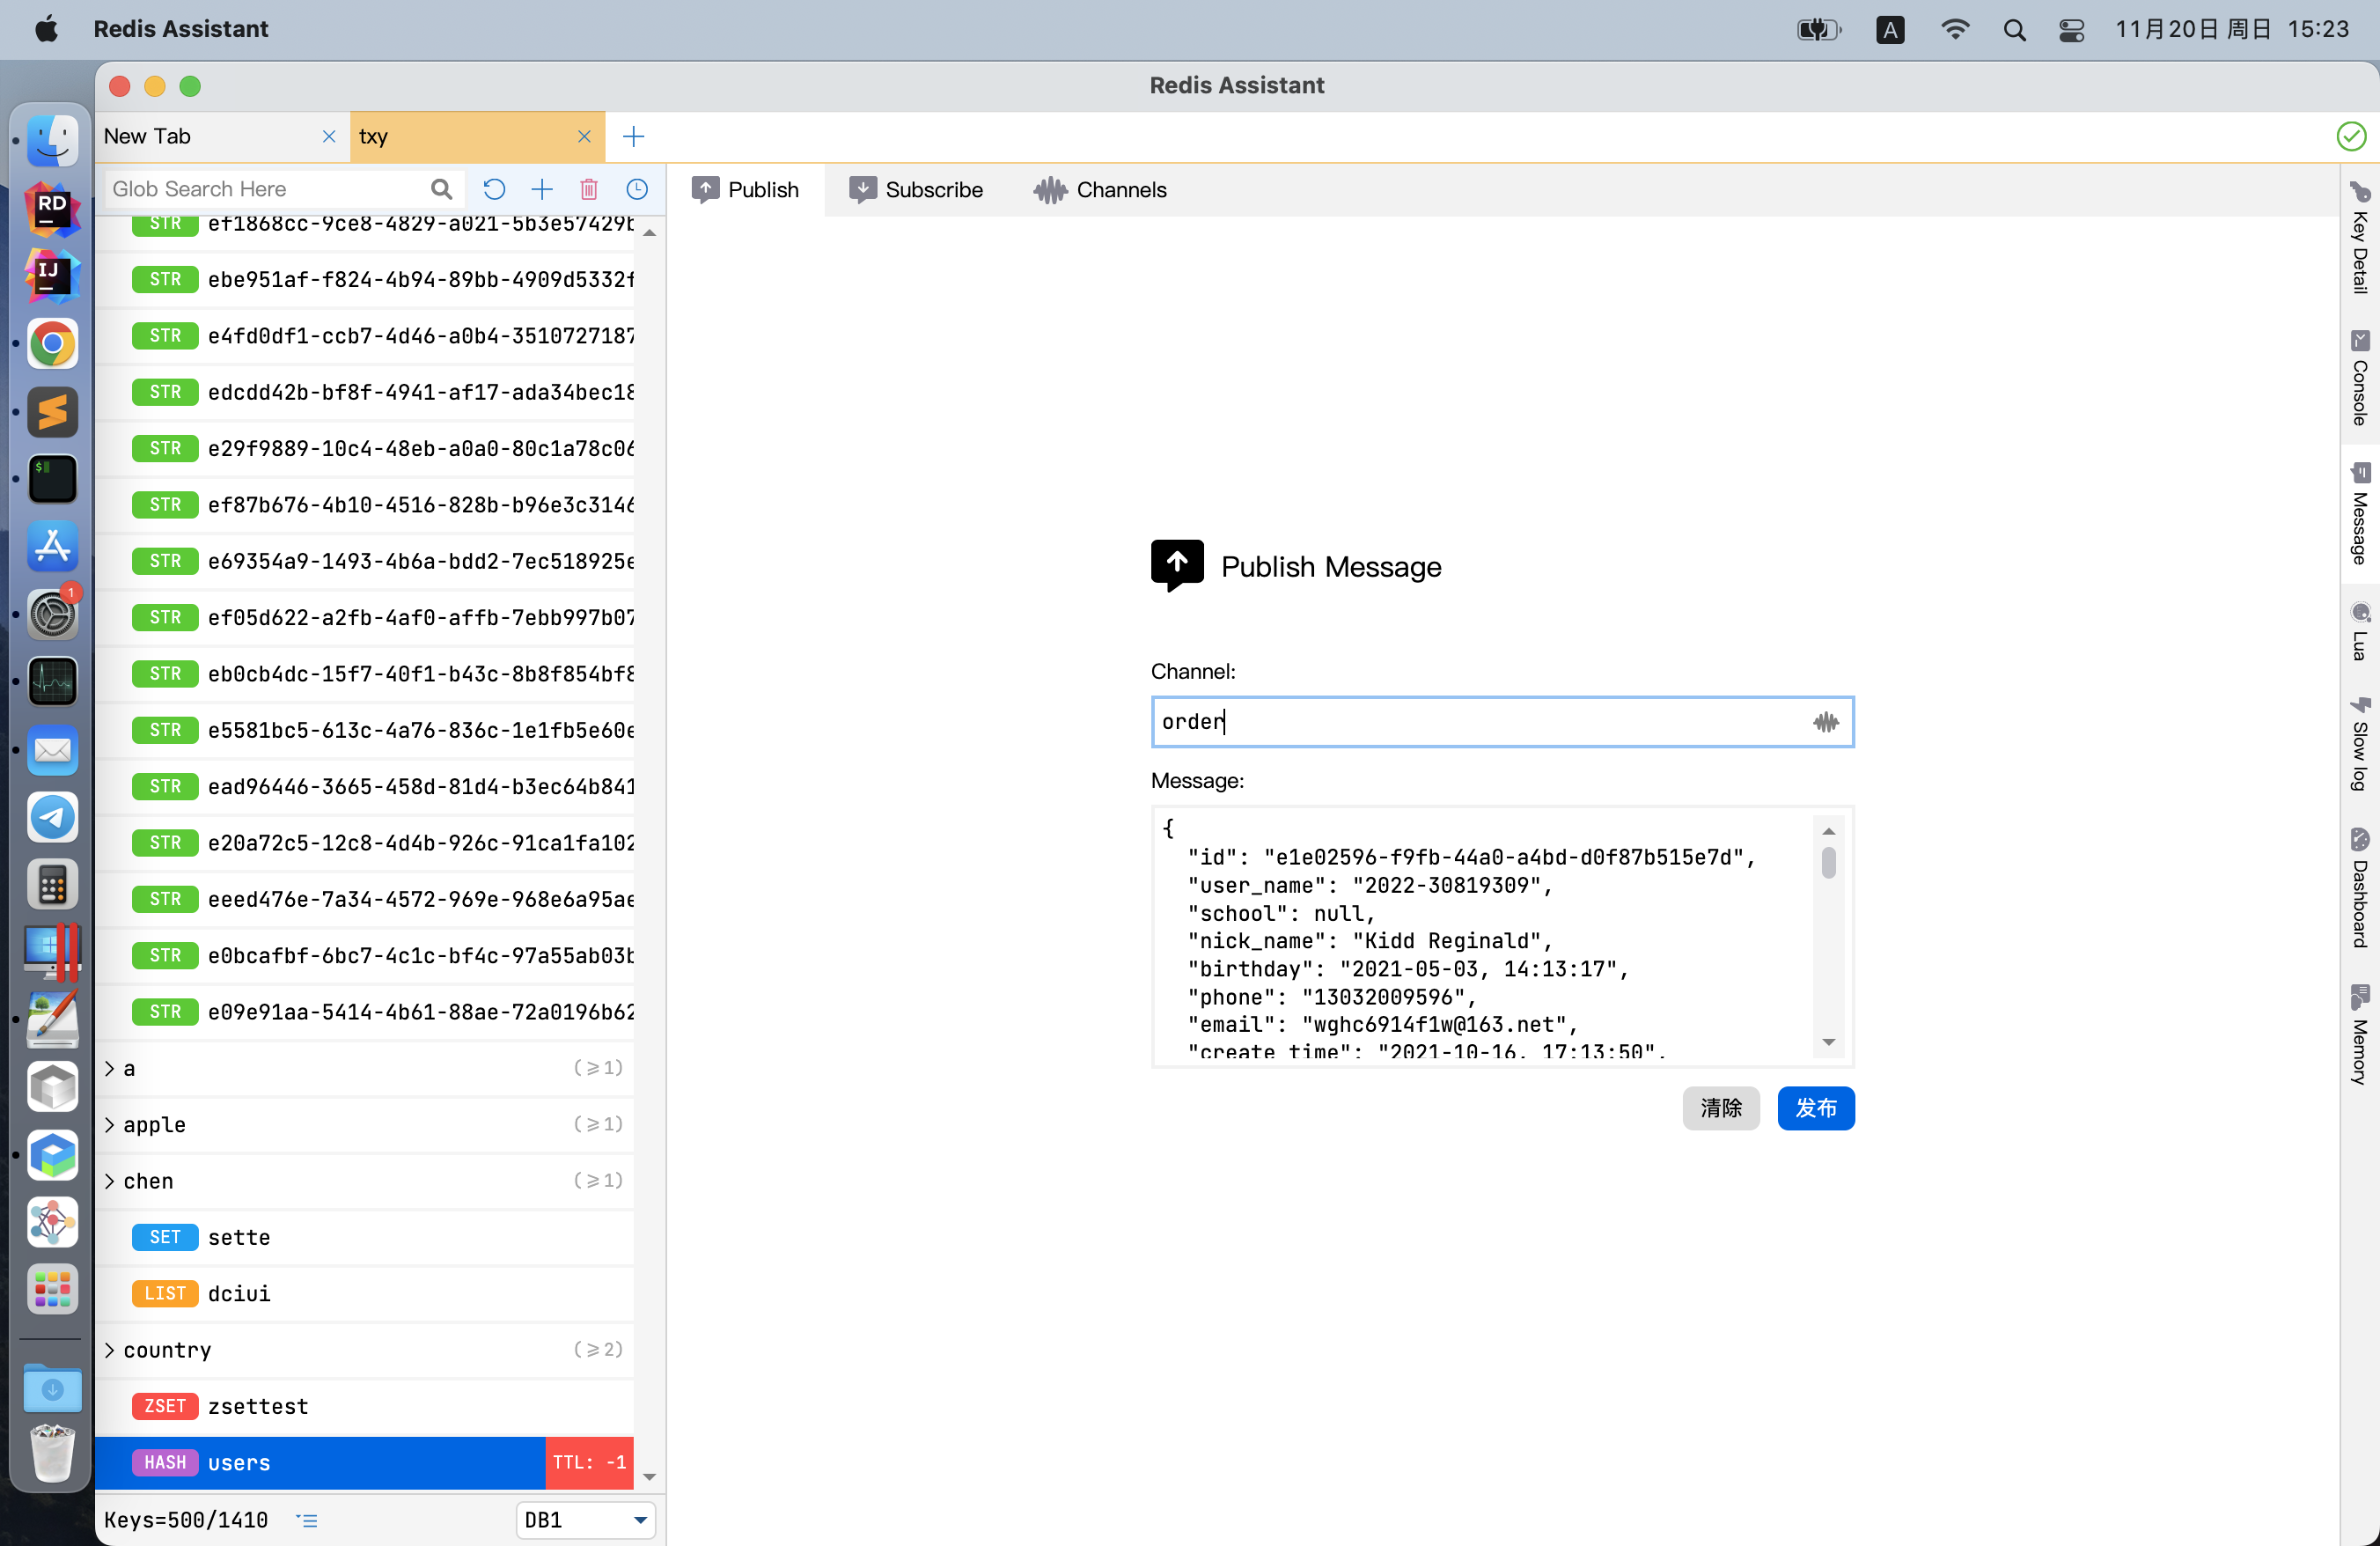 Redis Assistant
A
11月20日 周日 15:23
Redis Assistant
New Tab
txy
Glob Search Here
Publish
Subscribe
Channels
STR ef1868cc-9ce8-4829-a021-5b3e57429b
STR ebe951af-f824-4b94-89bb-4909d5332f
STR e4fd0df1-ccb7-4d46-a0b4-3510727187
STR edcdd42b-bf8f-4941-af17-ada34bec18
STR e29f9889-10c4-48eb-a0a0-80c1a78c06
STR ef87b676-4b10-4516-828b-b96e3c3146
STR e69354a9-1493-4b6a-bdd2-7ec518925e
STR ef05d622-a2fb-4af0-affb-7ebb997b07
STR eb0cb4dc-15f7-40f1-b43c-8b8f854bf8
STR e5581bc5-613c-4a76-836c-1e1fb5e60e
STR ead96446-3665-458d-81d4-b3ec64b841
STR e20a72c5-12c8-4d4b-926c-91ca1fa102
STR eeed476e-7a34-4572-969e-968e6a95ae
STR e0bcafbf-6bc7-4c1c-bf4c-97a55ab03b
STR e09e91aa-5414-4b61-88ae-72a0196b62
a (⩾1)
apple (⩾1)
chen (⩾1)
SET sette
LIST dciui
country (⩾2)
ZSET zsettest
HASH users TTL: -1
Keys=500/1410
DB1
Publish Message
Channel:
order
Message:
{
"id": "e1e02596-f9fb-44a0-a4bd-d0f87b515e7d",
"user_name": "2022-30819309",
"school": null,
"nick_name": "Kidd Reginald",
"birthday": "2021-05-03, 14:13:17",
"phone": "13032009596",
"email": "wghc6914f1w@163.net",
"create_time": "2021-10-16, 17:13:50",
清除
发布
Key Detail
Console
Message
Lua
Slow log
Dashboard
Memory
RD
IJ
$
1